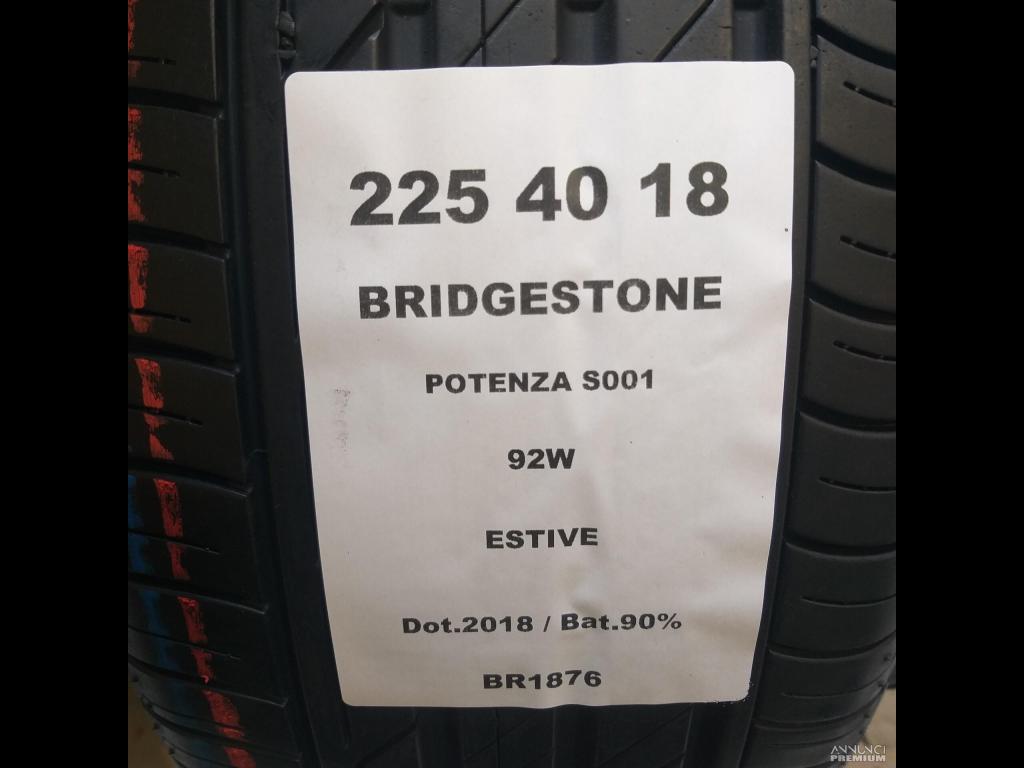 225 40 18
BRIDGESTONE
POTENZA S001
92W
ESTIVE
Dot.2018 / Bat.90%
BR1876
ANNUNCI
PREMIUM